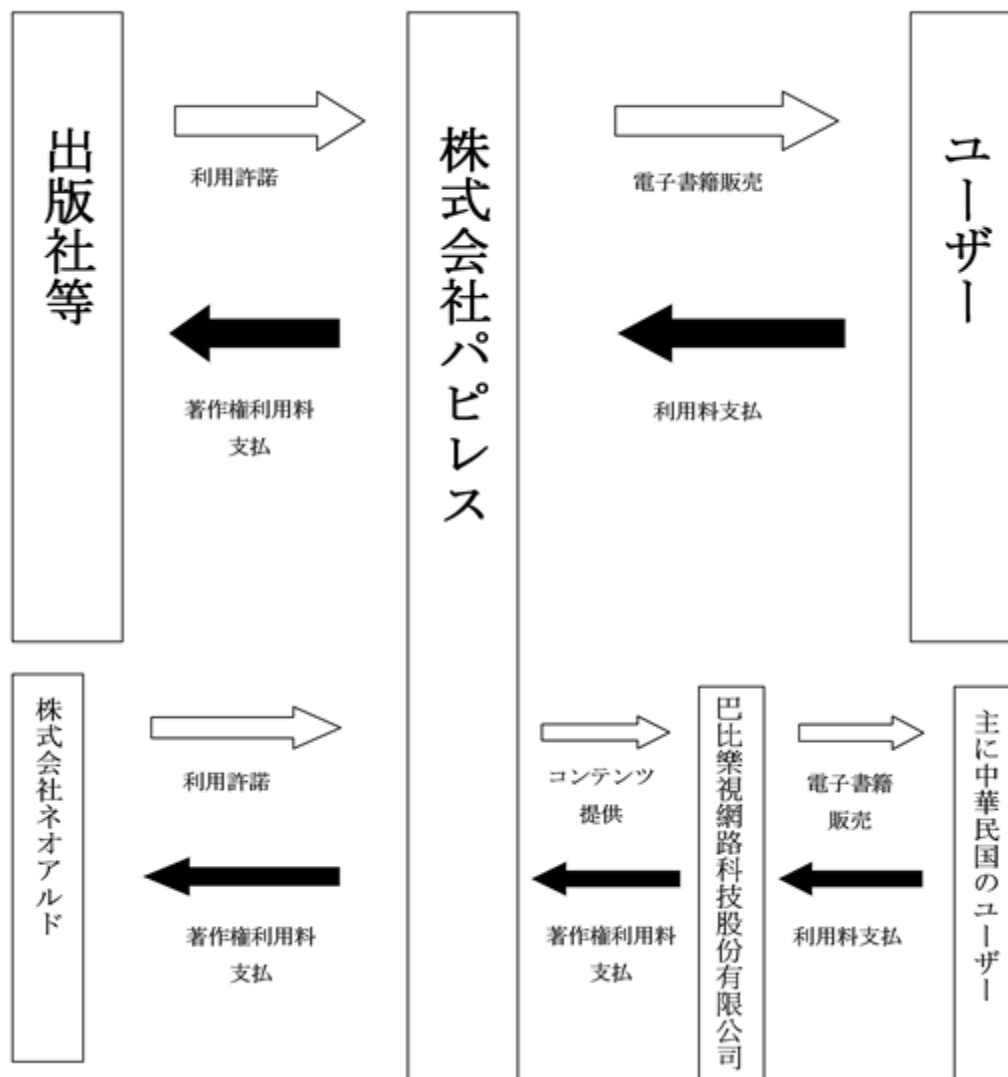 出版社等
利用許諾
著作権利用料
支払
株式会社パピレス
電子書籍販売
利用料支払
ユーザー
株式会社ネオアルド
利用許諾
著作権利用料
支払
コンテンツ
提供
著作権利用料
支払
巴比樂視網路科技股份有限公司
電子書籍
販売
利用料支払
主に中華民国のユーザー